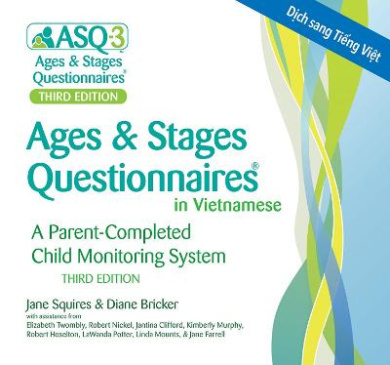 Dịch sang Tiếng Việt
ASQ-3
Ages & Stages
Questionnaires®
THIRD EDITION
Ages & Stages
Questionnaires®
in Vietnamese
A Parent-Completed
Child Monitoring System
THIRD EDITION
Jane Squires & Diane Bricker
with assistance from
Elizabeth Twombly, Robert Nickel, Jantina Clifford, Kimberly Murphy,
Robert Hoselton, LaWanda Potter, Linda Mounts, & Jane Farrell